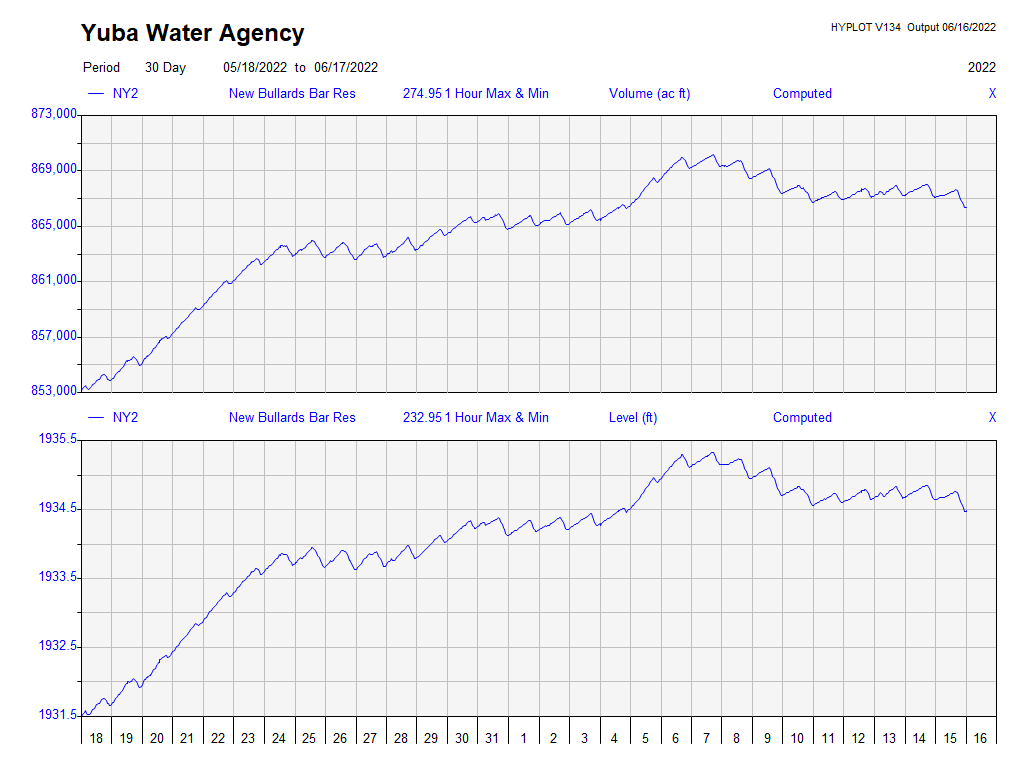 Yuba Water Agency
HYPLOT V134 Output 06/16/2022
Period 30 Day 05/18/2022 to 06/17/2022 2022
NY2 New Bullards Bar Res 274.95 1 Hour Max & Min Volume (ac ft) Computed X
873,000
869,000
865,000
861,000
857,000
853,000
NY2 New Bullards Bar Res 232.95 1 Hour Max & Min Level (ft) Computed X
1935.5
1934.5
1933.5
1932.5
1931.5
18 19 20 21 22 23 24 25 26 27 28 29 30 31 1 2 3 4 5 6 7 8 9 10 11 12 13 14 15 16